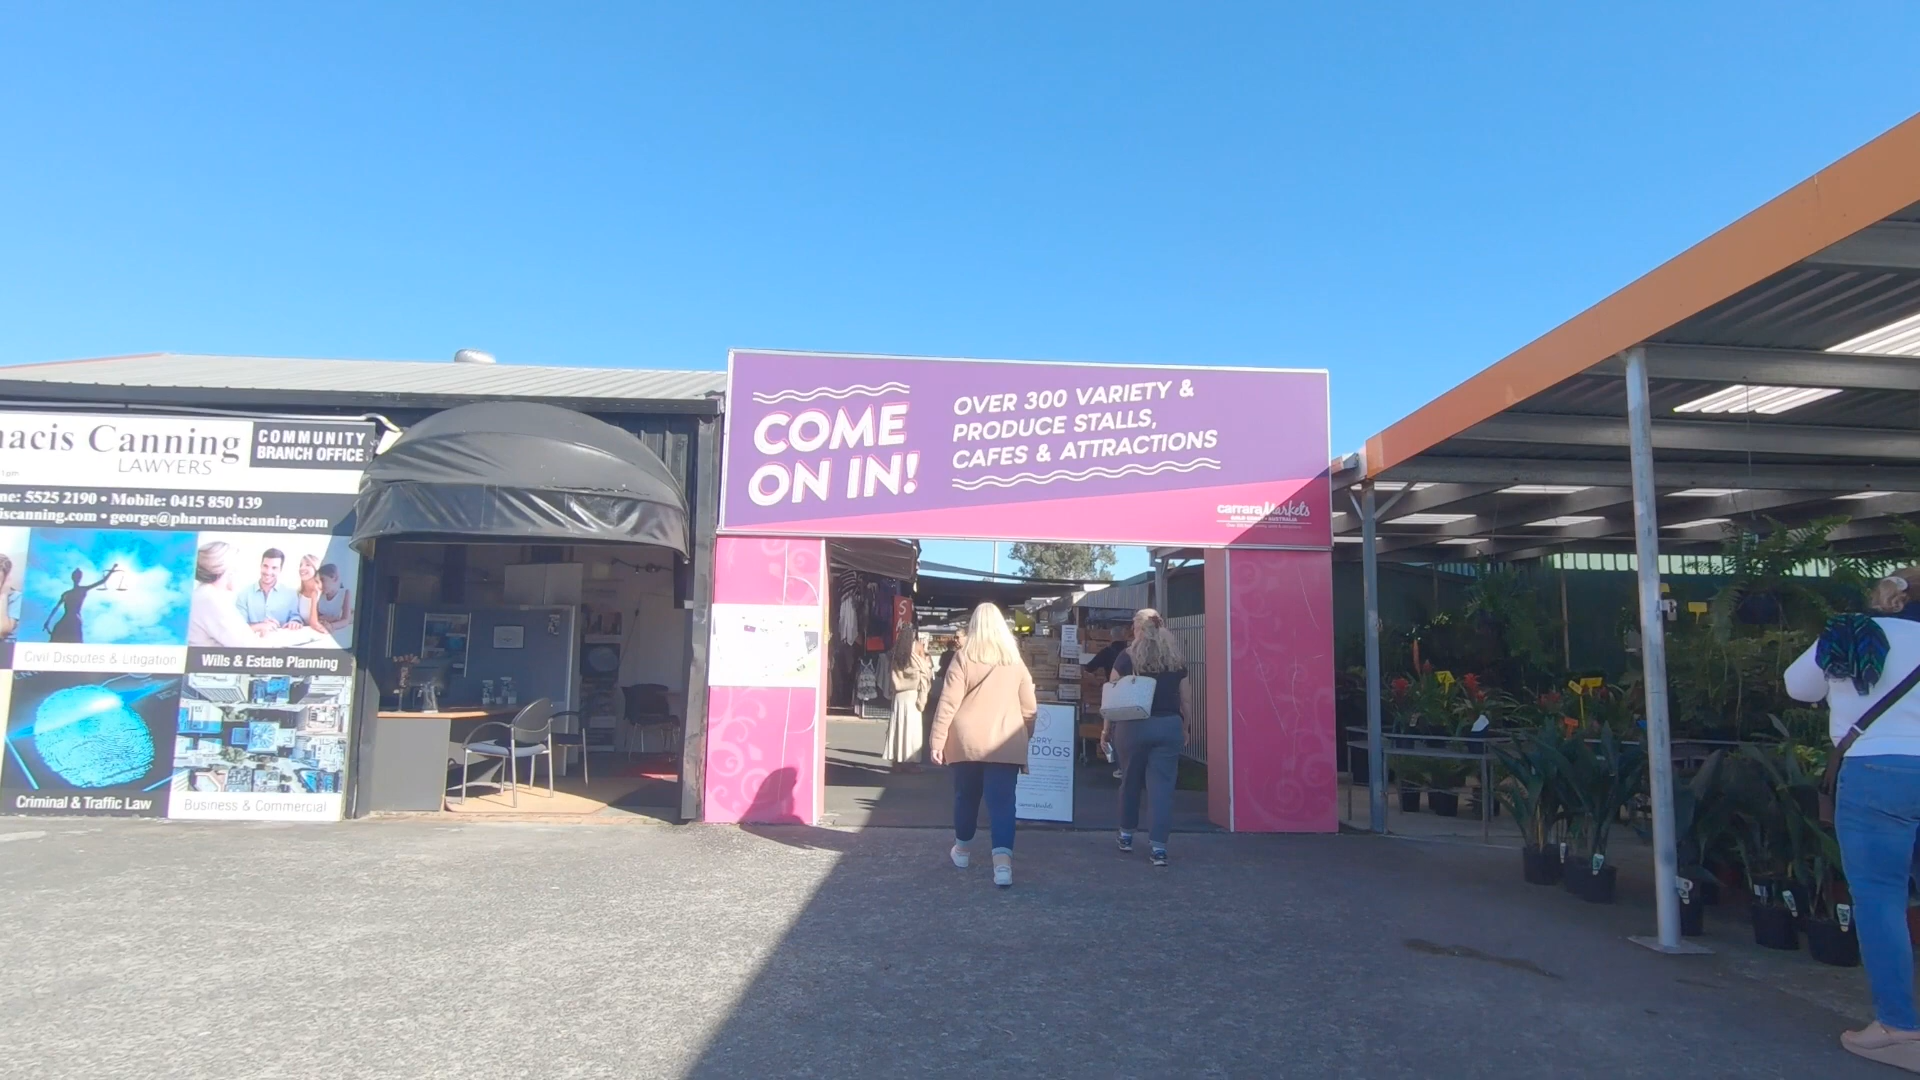 macis Canning
LAWYERS
COMMUNITY
BRANCH OFFICE
ne: 5525 2190 • Mobile: 0415 850 139
iscanning.com • george@pharmaciscanning.com
Civil Disputes & Litigation
Wills & Estate Planning
Criminal & Traffic Law
Business & Commercial
COME
ON IN!
OVER 300 VARIETY &
PRODUCE STALLS,
CAFES & ATTRACTIONS
carrara Markets
DOGS